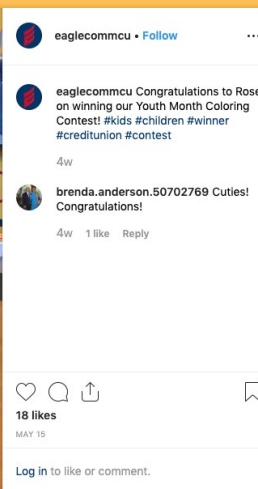 eaglecommcu • Follow
eaglecommcu Congratulations to Rose
on winning our Youth Month Coloring
Contest! #kids #children #winner
#creditunion #contest
4w
brenda.anderson.50702769 Cuties!
Congratulations!
4w 1 like Reply
18 likes
MAY 15
Log in to like or comment.